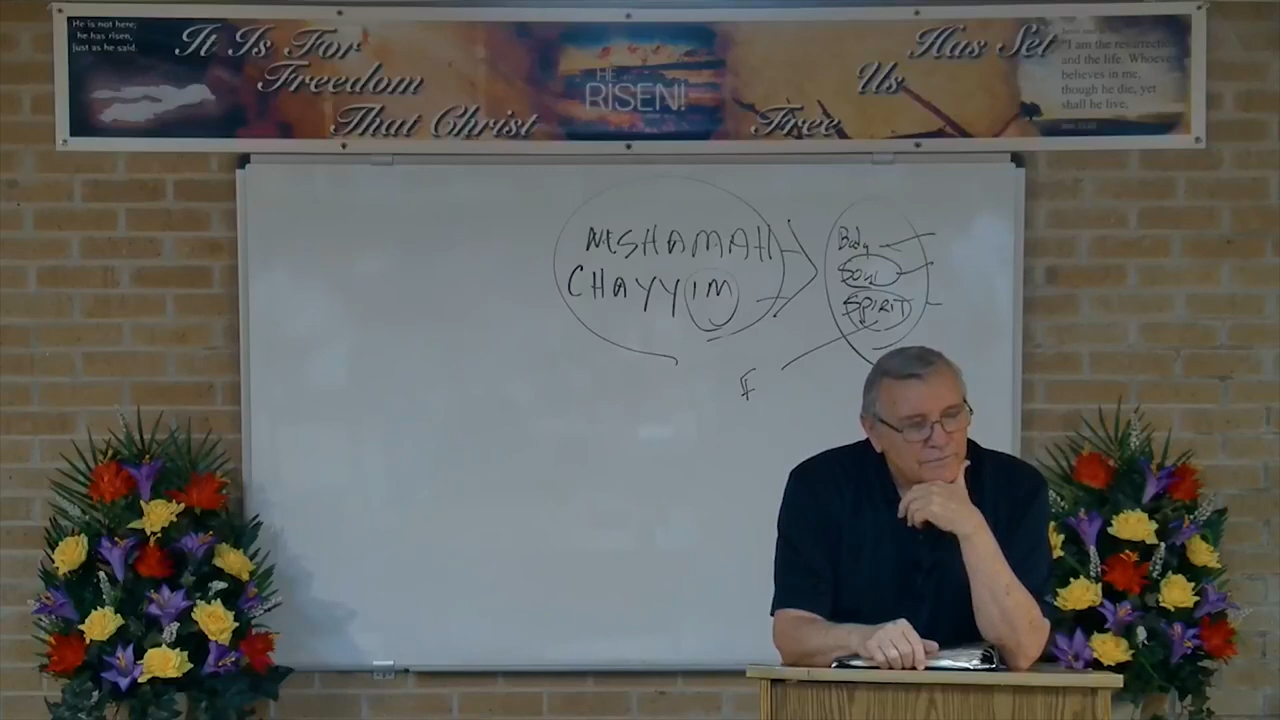 He is not here;
he has risen,
just as he said.
It Is For
Freedom
That Christ
HE
RISEN!
Has Set
Us
Free
"I am the resurrection
and the life. Whoever
believes in me,
though he die, yet
shall he live,
NESHAMAH
CHAYYIM
Body
Soul
SPIRIT